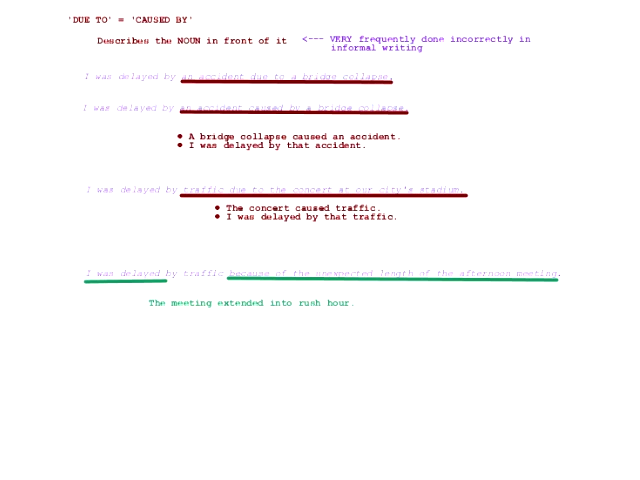 'DUE TO' = 'CAUSED BY'
Describes the NOUN in front of it
<--- VERY frequently done incorrectly in
informal writing
I was delayed by an accident due to a bridge collapse.
I was delayed by an accident caused by a bridge collapse.
● A bridge collapse caused an accident.
● I was delayed by that accident.
I was delayed by traffic due to the concert at our city's stadium.
● The concert caused traffic.
● I was delayed by that traffic.
I was delayed by traffic because of the unexpected length of the afternoon meeting.
The meeting extended into rush hour.